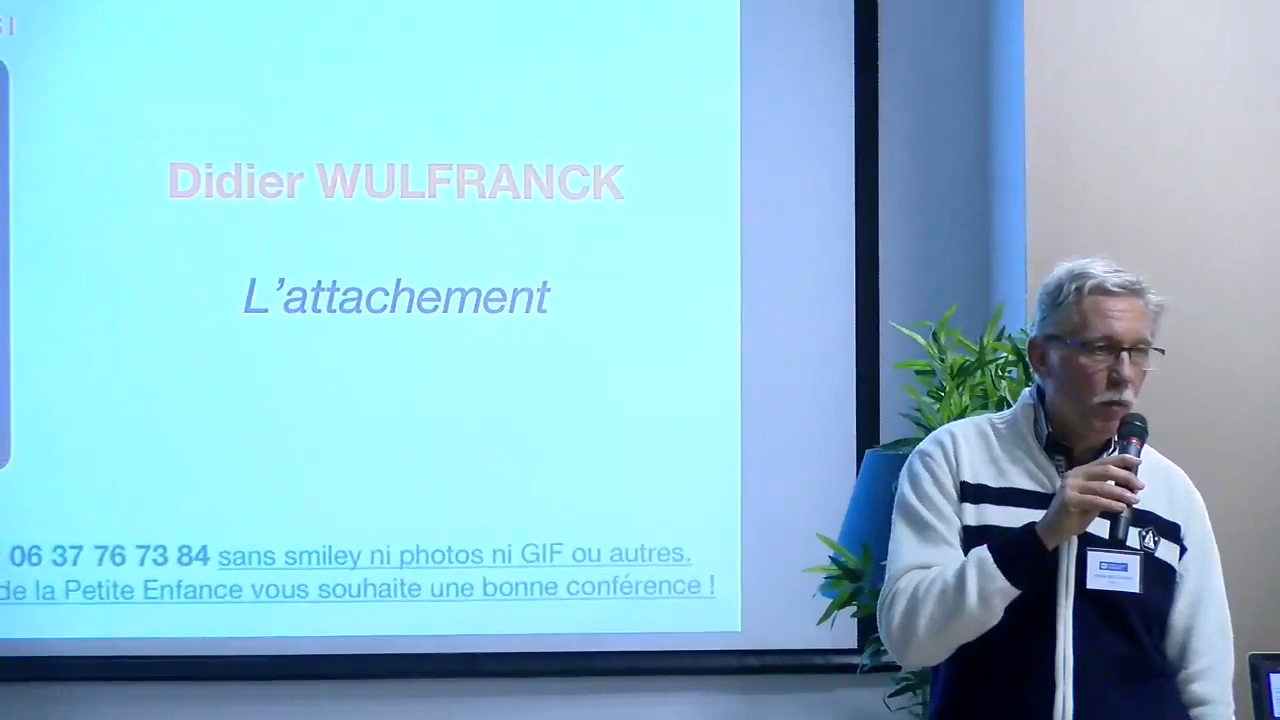 Didier WULFRANCK
L'attachement
06 37 76 73 84 sans smiley ni photos ni GIF ou autres.
de la Petite Enfance vous souhaite une bonne conférence !